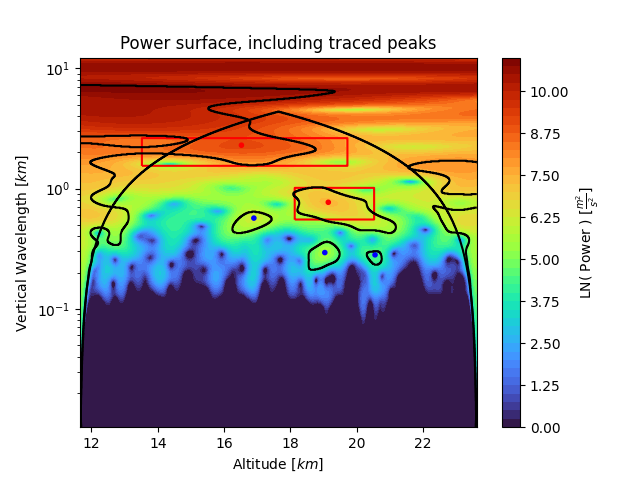 Power surface, including traced peaks
Vertical Wavelength [km]
10¹
10⁰
10⁻¹
12 14 16 18 20 22
Altitude [km]
10.00
8.75
7.50
6.25
5.00
3.75
2.50
1.25
0.00
LN( Power ) [m²/s²]